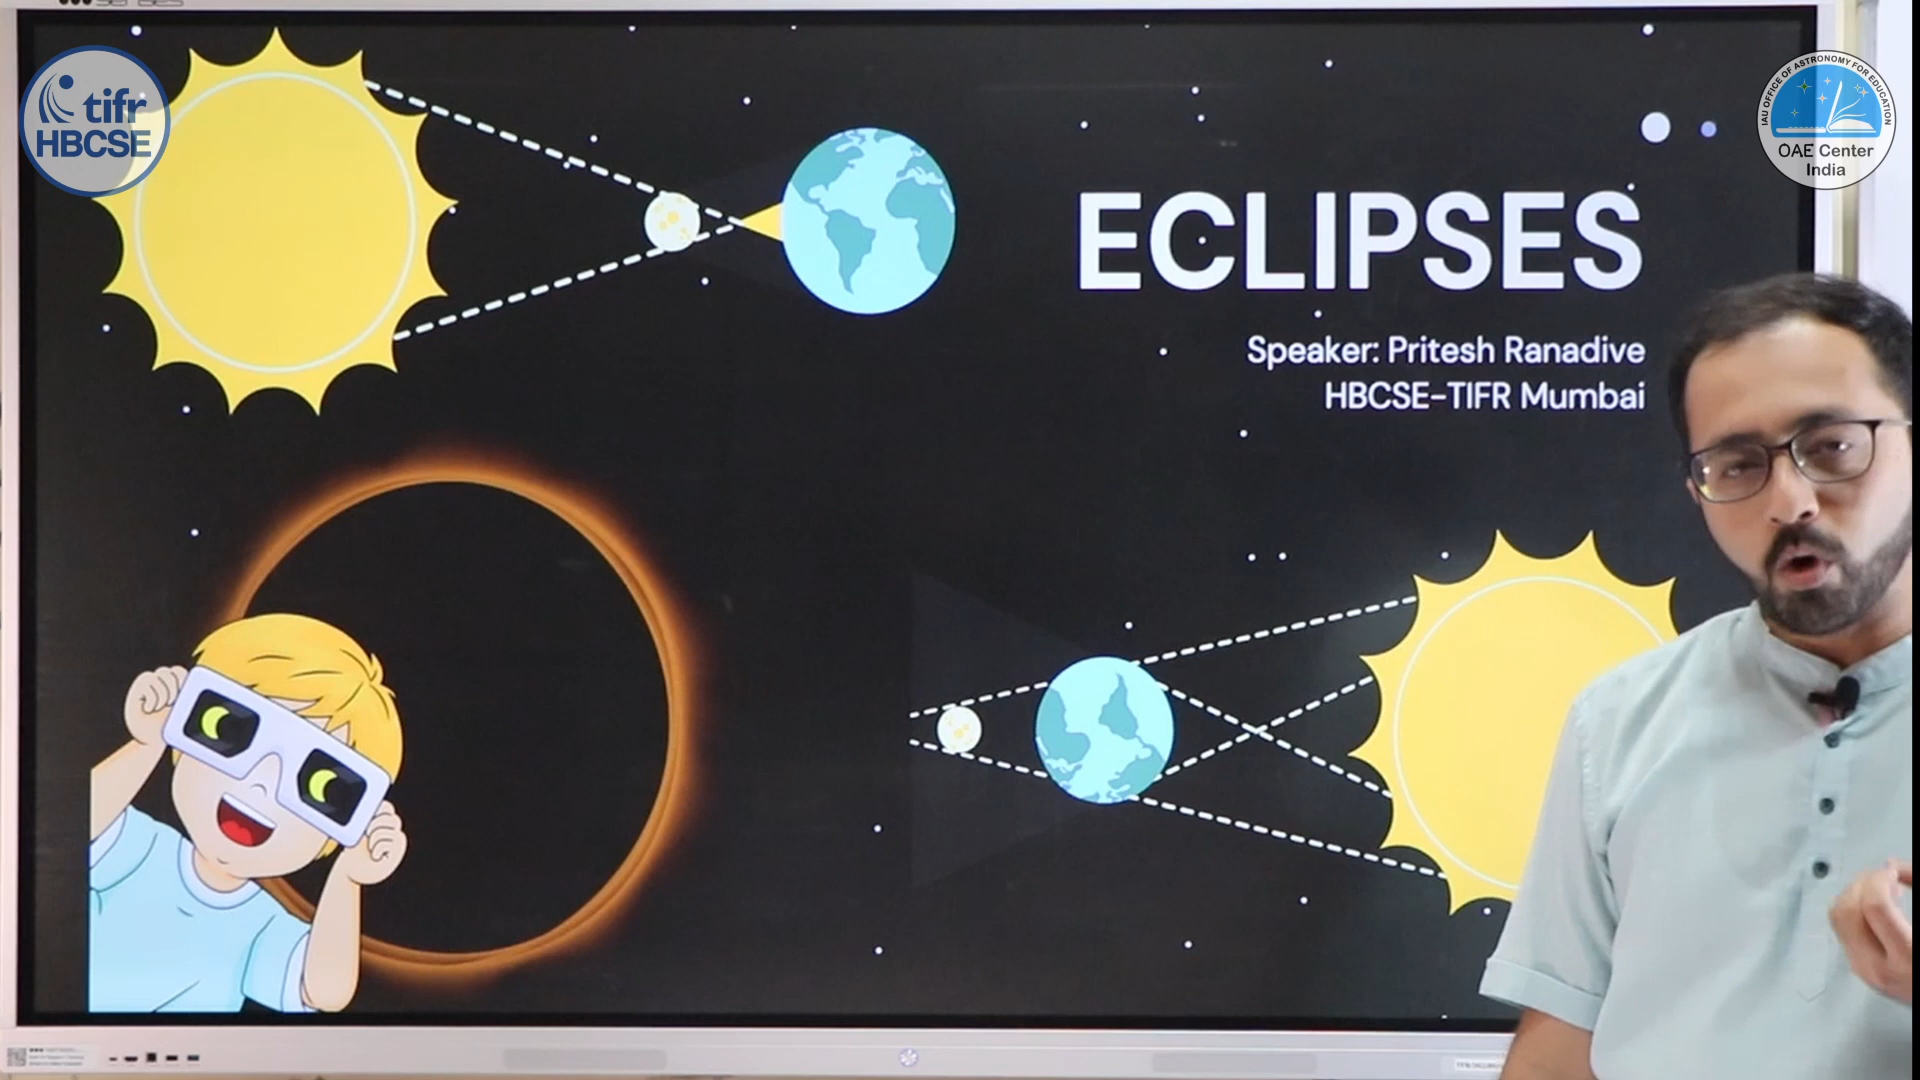 tifr
HBCSE
IAU OFFICE OF ASTRONOMY FOR EDUCATION
OAE Center
India
ECLIPSES
Speaker: Pritesh Ranadive
HBCSE-TIFR Mumbai